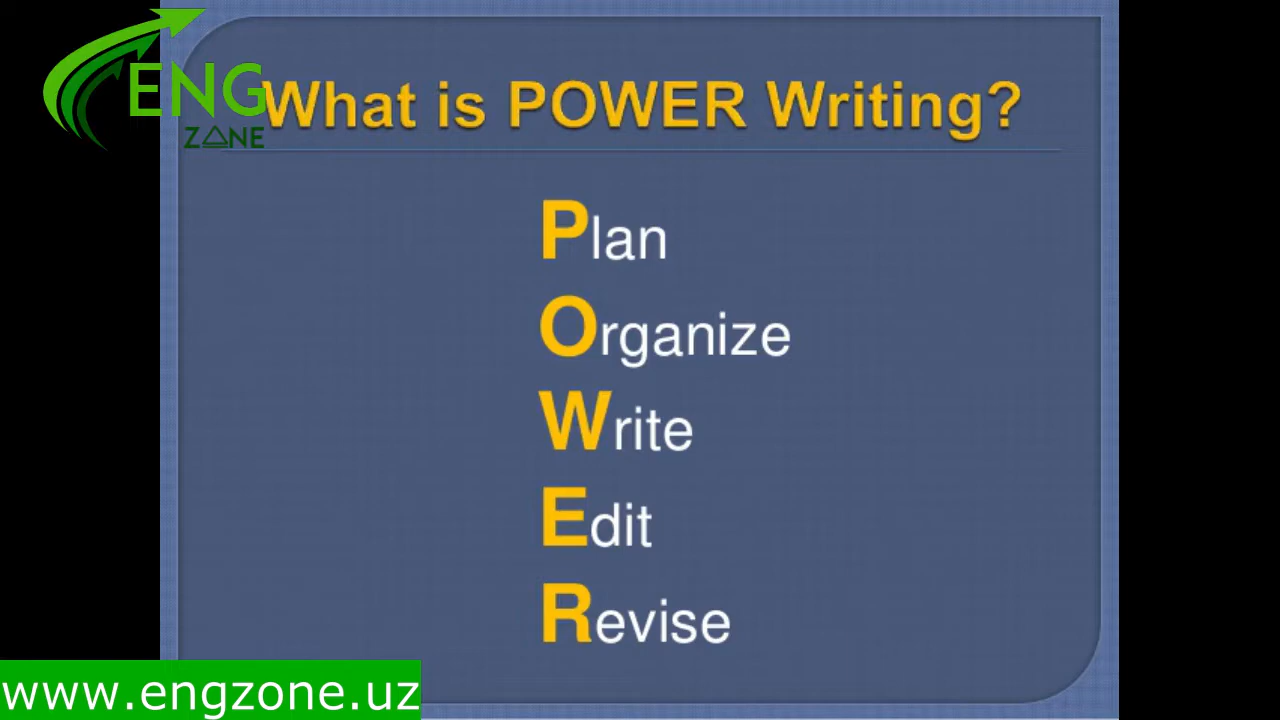 ENG
ZONE
What is POWER Writing?
Plan
Organize
Write
Edit
Revise
www.engzone.uz